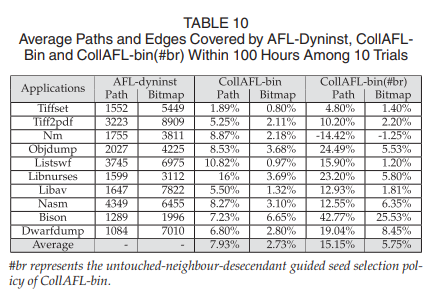 TABLE 10
Average Paths and Edges Covered by AFL-Dyninst, CollAFL-
Bin and CollAFL-bin(#br) Within 100 Hours Among 10 Trials
Applications AFL-dyninst CollAFL-bin CollAFL-bin(#br)
Path Bitmap Path Bitmap Path Bitmap
Tiffset 1552 5449 1.89% 0.80% 4.80% 1.40%
Tiff2pdf 3223 8909 5.25% 2.11% 10.20% 2.20%
Nm 1755 3811 8.87% 2.18% -14.42% -1.25%
Objdump 2027 4225 8.53% 3.68% 24.49% 5.53%
Listswf 3745 6975 10.82% 0.97% 15.90% 1.20%
Libnurses 1599 3112 16% 3.69% 23.20% 5.80%
Libav 1647 7822 5.50% 1.32% 12.93% 1.81%
Nasm 4349 6455 8.27% 3.10% 12.55% 6.35%
Bison 1289 1996 7.23% 6.65% 42.77% 25.53%
Dwarfdump 1084 7010 6.80% 2.80% 19.04% 8.45%
Average - - 7.93% 2.73% 15.15% 5.75%
#br represents the untouched-neighbour-desecendant guided seed selection pol-
icy of CollAFL-bin.